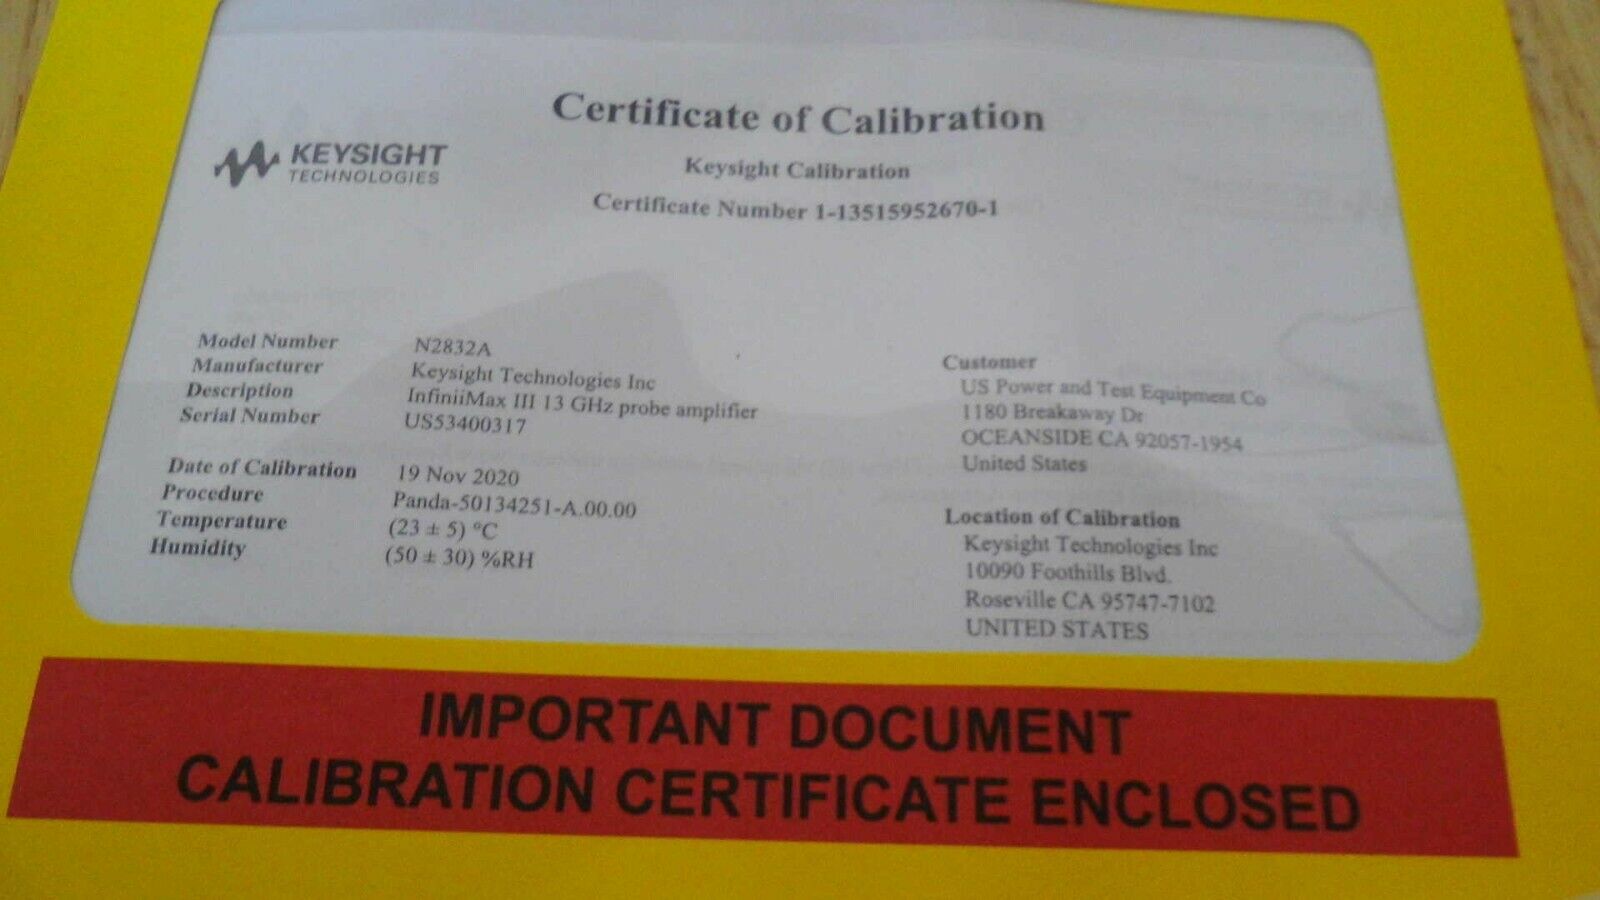 Certificate of Calibration
KEYSIGHT
TECHNOLOGIES
Keysight Calibration
Certificate Number 1-13515952670-1
Model Number N2832A
Manufacturer Keysight Technologies Inc
Description InfiniiMax III 13 GHz probe amplifier
Serial Number US53400317
Date of Calibration 19 Nov 2020
Procedure Panda-50134251-A.00.00
Temperature (23 ± 5) °C
Humidity (50 ± 30) %RH
Customer
US Power and Test Equipment Co
1180 Breakaway Dr
OCEANSIDE CA 92057-1954
United States
Location of Calibration
Keysight Technologies Inc
10090 Foothills Blvd.
Roseville CA 95747-7102
UNITED STATES
IMPORTANT DOCUMENT
CALIBRATION CERTIFICATE ENCLOSED